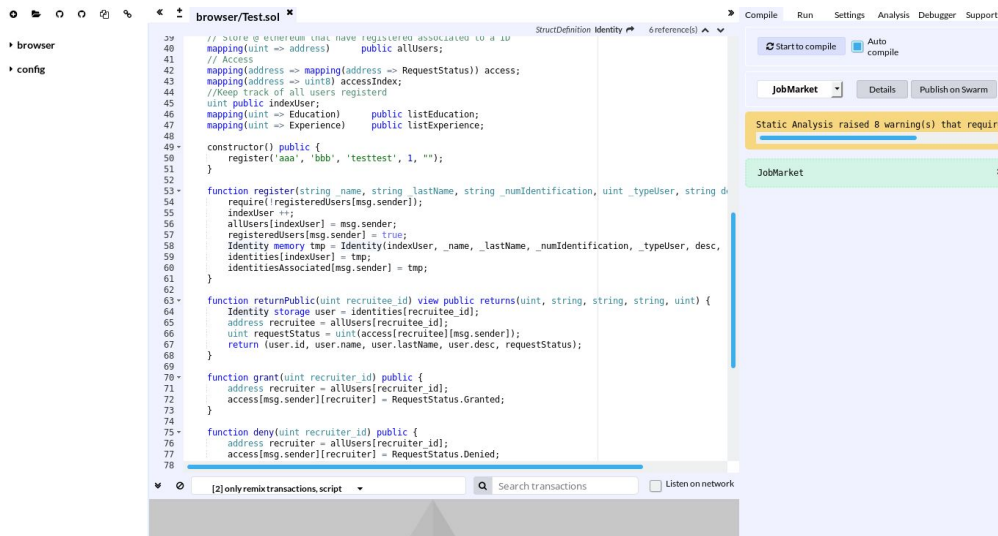 browser/Test.sol ✖
Compile Run Settings Analysis Debugger Support
StructDefinition Identity 6 reference(s)
browser
config
Start to compile
Auto compile
JobMarket
Details
Publish on Swarm
Static Analysis raised 8 warning(s) that requir
JobMarket
39 // Store @ ethereum that have registered associated to a ID
40 mapping(uint => address) public allUsers;
41 // Access
42 mapping(address => mapping(address => RequestStatus)) access;
43 mapping(address => uint8) accessIndex;
44 //Keep track of all users registerd
45 uint public indexUser;
46 mapping(uint => Education) public listEducation;
47 mapping(uint => Experience) public listExperience;
48
49 constructor() public {
50 register('aaa', 'bbb', 'testtest', 1, "");
51 }
52
53 function register(string _name, string _lastName, string _numIdentification, uint _typeUser, string de
54 require(!registeredUsers[msg.sender]);
55 indexUser ++;
56 allUsers[indexUser] = msg.sender;
57 registeredUsers[msg.sender] = true;
58 Identity memory tmp = Identity(indexUser, _name, _lastName, _numIdentification, _typeUser, desc,
59 identities[indexUser] = tmp;
60 identitiesAssociated[msg.sender] = tmp;
61 }
62
63 function returnPublic(uint recruitee_id) view public returns(uint, string, string, string, uint) {
64 Identity storage user = identities[recruitee_id];
65 address recruitee = allUsers[recruitee_id];
66 uint requestStatus = uint(access[recruitee][msg.sender]);
67 return (user.id, user.name, user.lastName, user.desc, requestStatus);
68 }
69
70 function grant(uint recruiter_id) public {
71 address recruiter = allUsers[recruiter_id];
72 access[msg.sender][recruiter] = RequestStatus.Granted;
73 }
74
75 function deny(uint recruiter_id) public {
76 address recruiter = allUsers[recruiter_id];
77 access[msg.sender][recruiter] = RequestStatus.Denied;
78
[2] only remix transactions, script
Search transactions
Listen on network